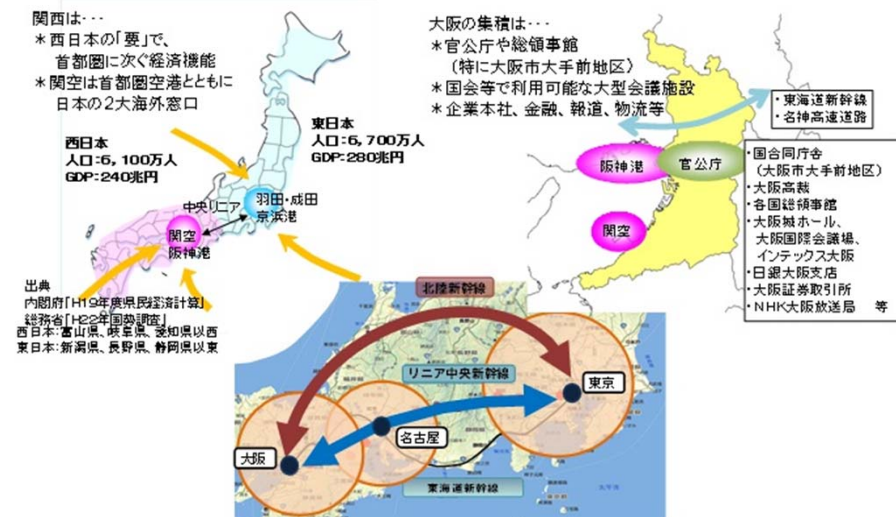 関西は・・・
＊西日本の「要」で、
首都圏に次ぐ経済機能
＊関空は首都圏空港とともに
日本の2大海外窓口
西日本
人口：6,100万人
GDP：240兆円
東日本
人口：6,700万人
GDP：280兆円
中央リニア
羽田・成田
京浜港
関空
阪神港
出典
内閣府「H19年度県民経済計算」
総務省「H22年国勢調査」
西日本：富山県、岐阜県、愛知県以西
東日本：新潟県、長野県、静岡県以東
大阪の集積は・・・
＊官公庁や総領事館
（特に大阪市大手前地区）
＊国会等で利用可能な大型会議施設
＊企業本社、金融、報道、物流等
・東海道新幹線
・名神高速道路
阪神港
官公庁
関空
・国合同庁舎
（大阪市大手前地区）
・大阪高裁
・各国総領事館
・大阪城ホール、
大阪国際会議場、
インテックス大阪
・日銀大阪支店
・大阪証券取引所
・NHK大阪放送局　等
北陸新幹線
リニア中央新幹線
東京
名古屋
大阪
東海道新幹線